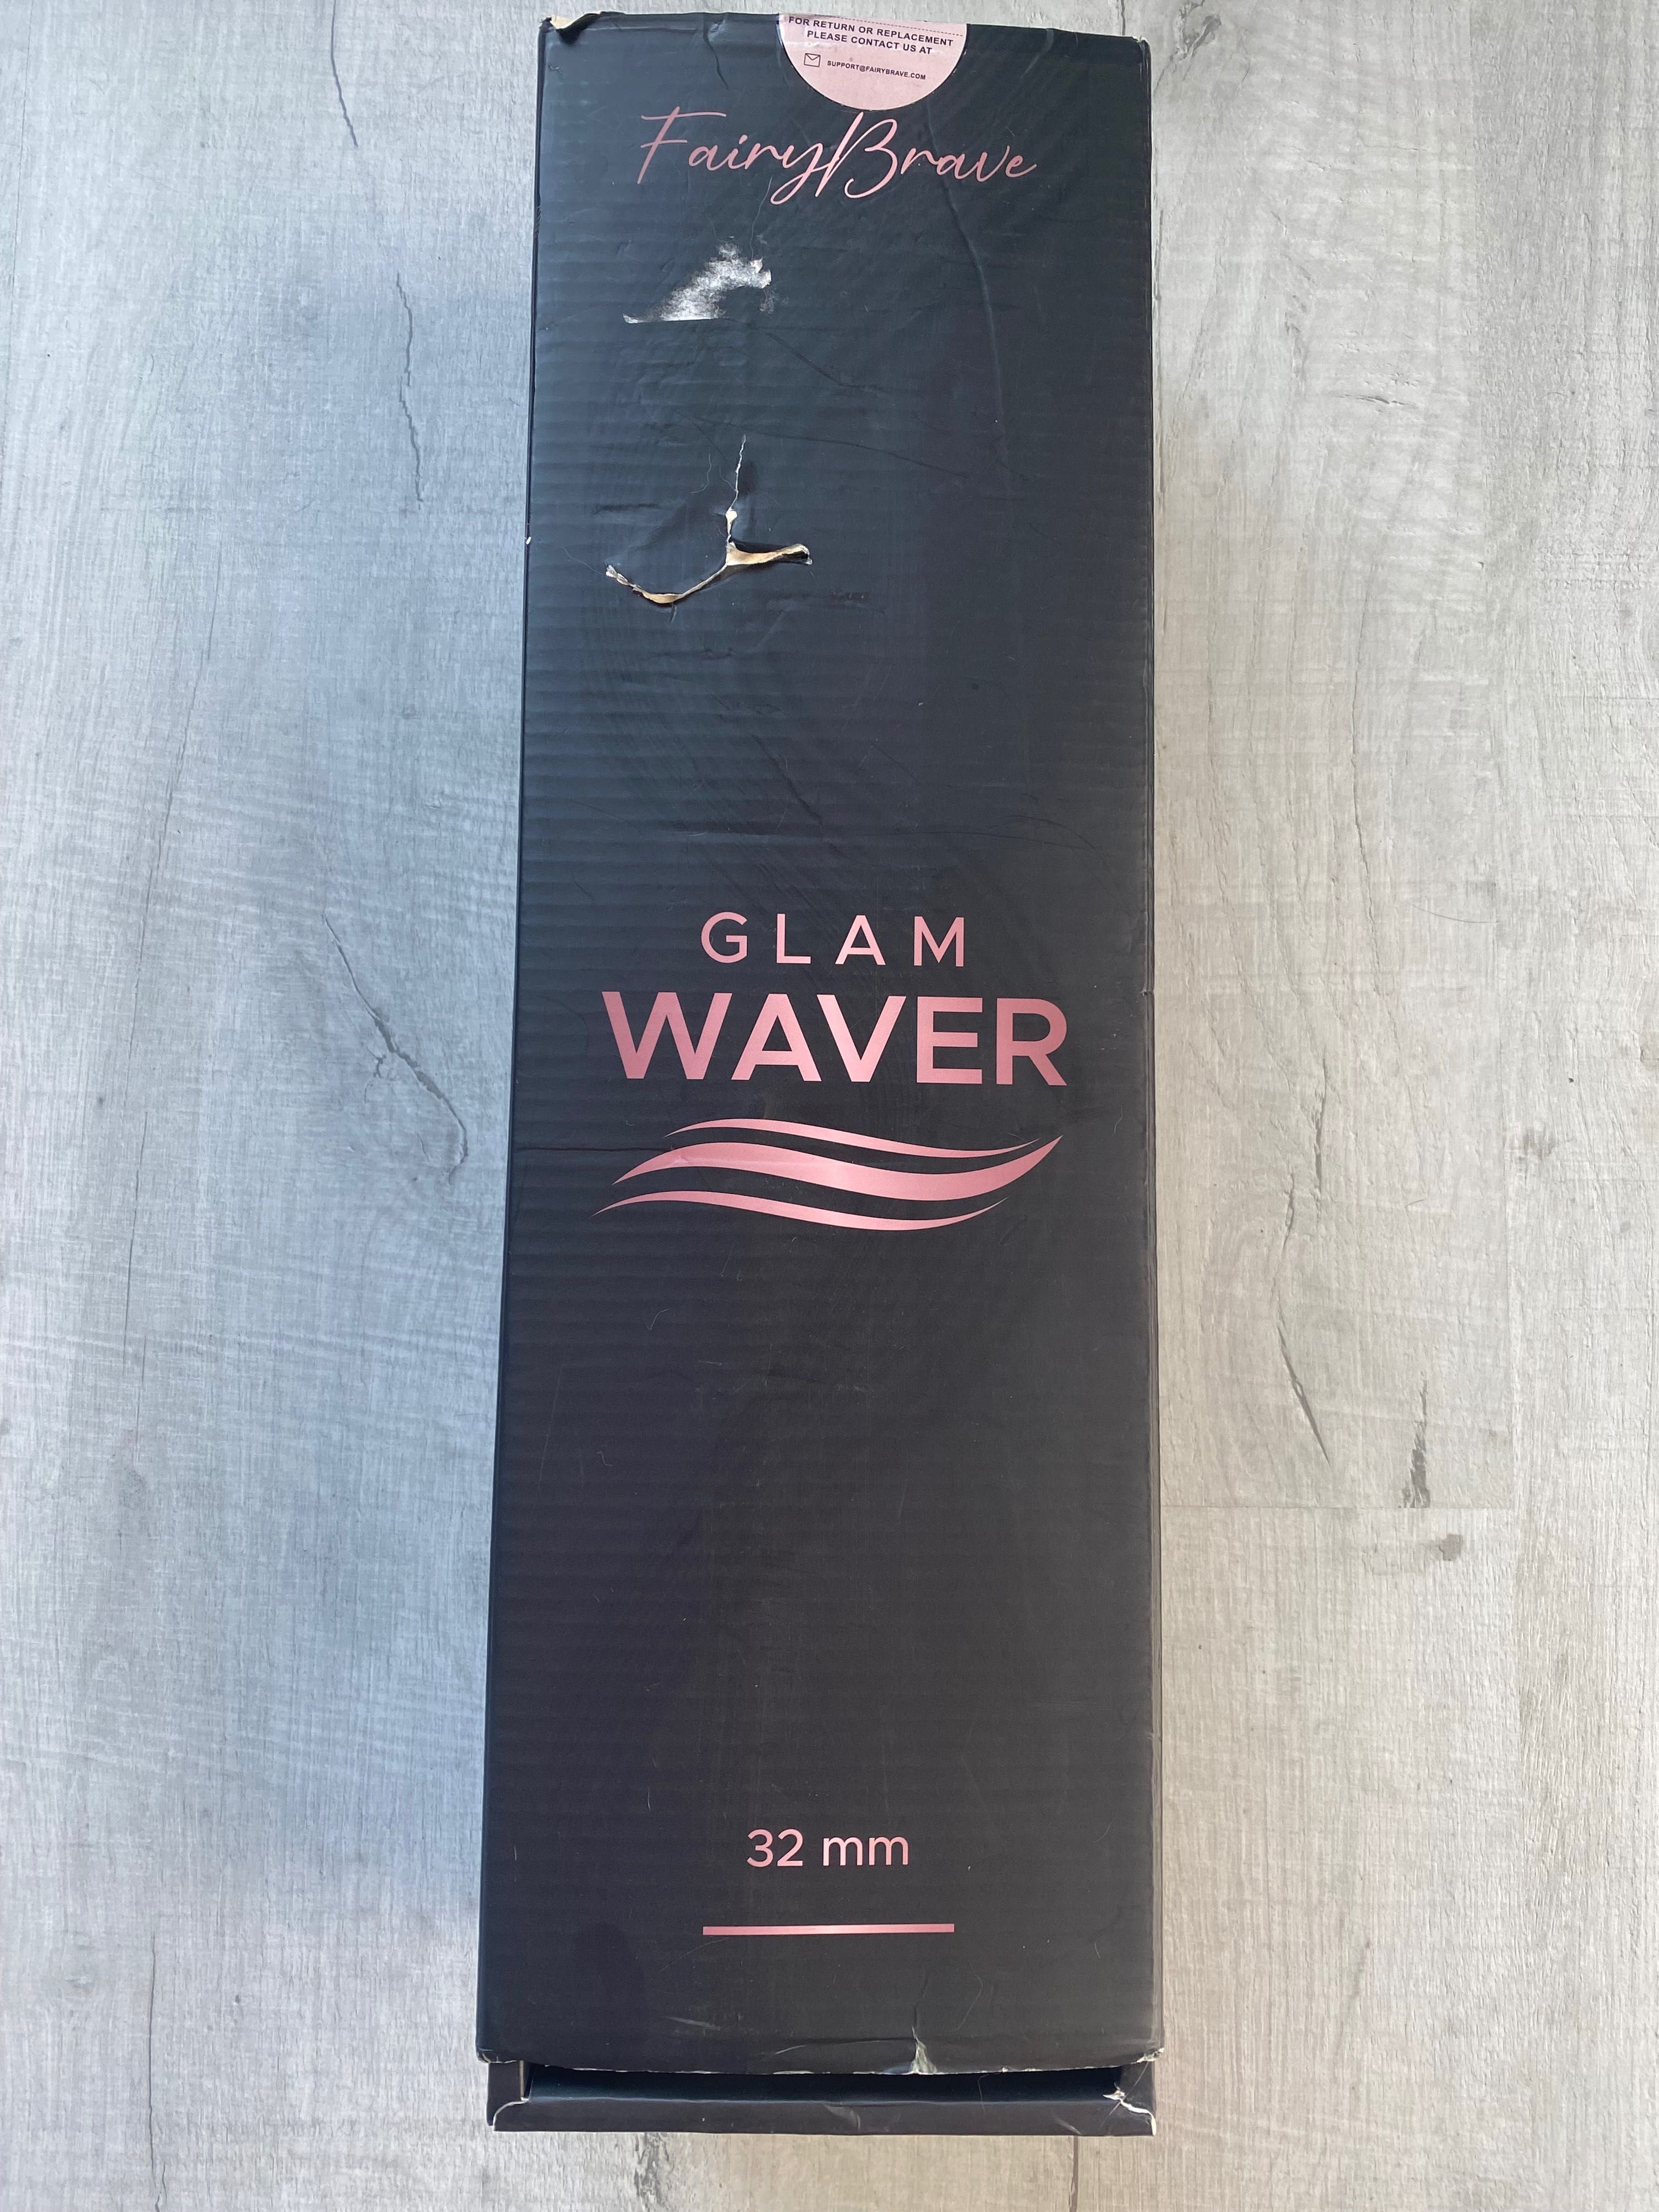 FOR RETURN OR REPLACEMENT
PLEASE CONTACT US AT
SUPPORT@FAIRYBRAVE.COM
FairyBrave
GLAM
WAVER
32 mm